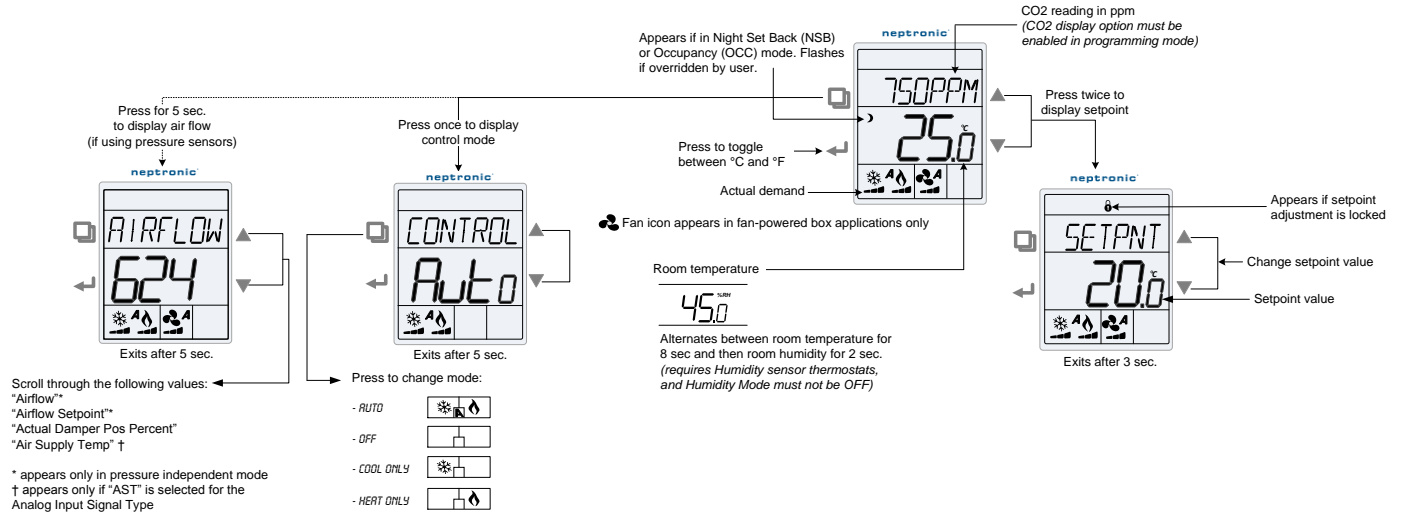 CO2 reading in ppm
(CO2 display option must be
enabled in programming mode)
neptronic
Appears if in Night Set Back (NSB)
or Occupancy (OCC) mode. Flashes
if overridden by user.
750PPM
25.0 °C
A
A
Press for 5 sec.
to display air flow
(if using pressure sensors)
Press once to display
control mode
Press twice to
display setpoint
Press to toggle
between °C and °F
Actual demand
Fan icon appears in fan-powered box applications only
neptronic
AIRFLOW
624
A
A
Exits after 5 sec.
neptronic
CONTROL
Auto
A
Exits after 5 sec.
neptronic
SETPNT
20.0 °C
A
A
Exits after 3 sec.
Appears if setpoint
adjustment is locked
Change setpoint value
Setpoint value
Room temperature
45.0 %RH
Alternates between room temperature for
8 sec and then room humidity for 2 sec.
(requires Humidity sensor thermostats,
and Humidity Mode must not be OFF)
Scroll through the following values:
“Airflow”*
“Airflow Setpoint”*
“Actual Damper Pos Percent”
“Air Supply Temp” †
* appears only in pressure independent mode
† appears only if “AST” is selected for the
Analog Input Signal Type
Press to change mode:
- AUTO
A
- OFF
- COOL ONLY
- HEAT ONLY